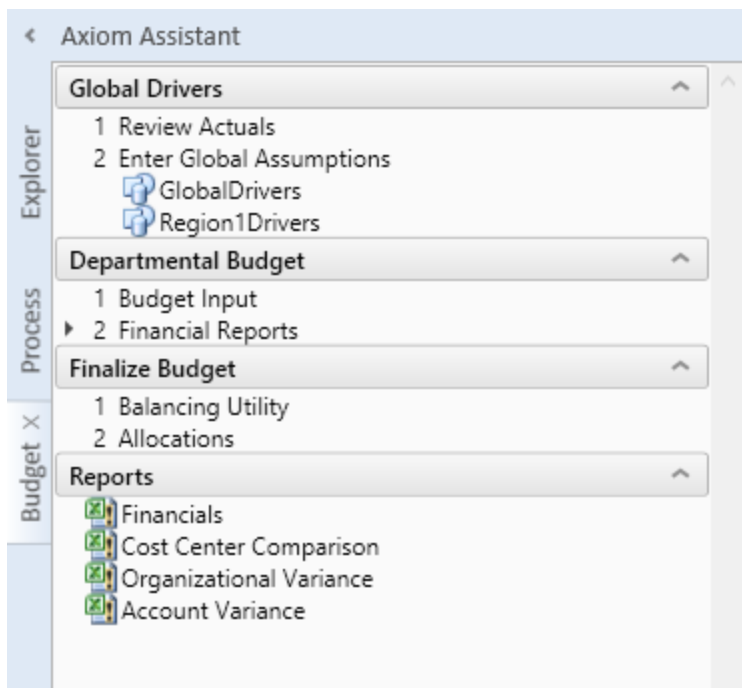 Axiom Assistant
Global Drivers
1 Review Actuals
2 Enter Global Assumptions
GlobalDrivers
Region1Drivers
Departmental Budget
1 Budget Input
2 Financial Reports
Finalize Budget
1 Balancing Utility
2 Allocations
Reports
Financials
Cost Center Comparison
Organizational Variance
Account Variance
Explorer
Process
Budget